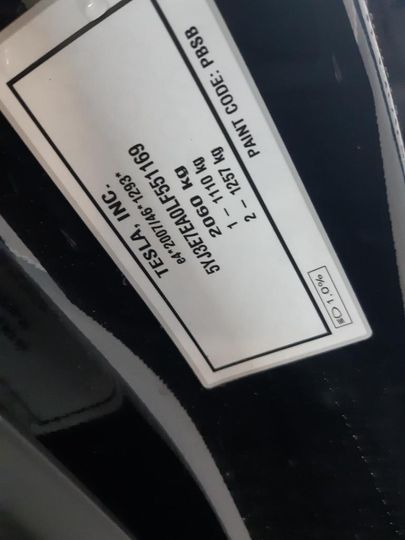 TESLA, INC.
e4*2007/46*1293*
5YJ3E7EA0LF551169
2060 KG
1 – 1110 kg
2 – 1257 kg
PAINT CODE: PBSB
1.0%